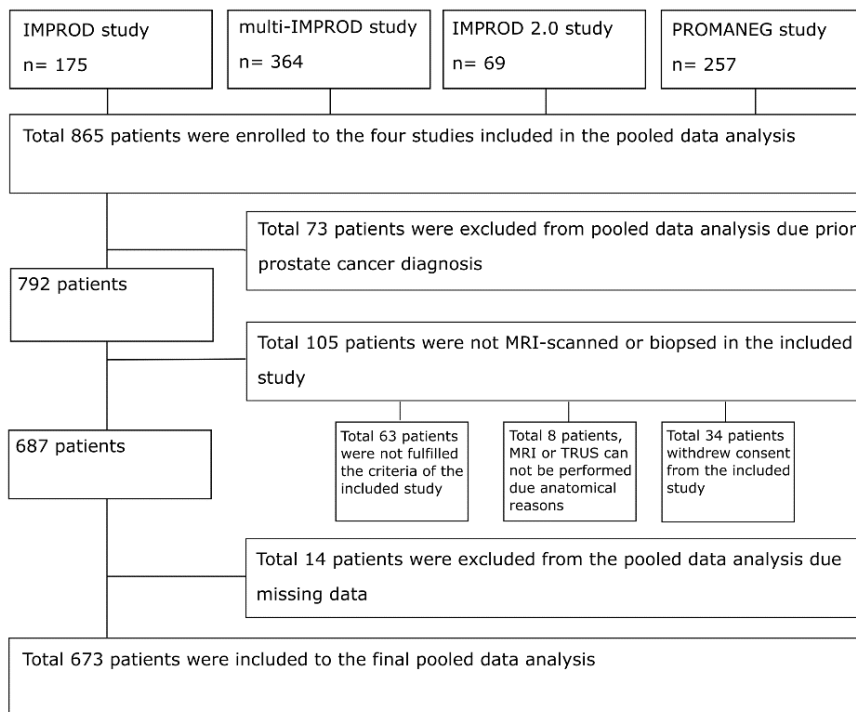 IMPROD study
n= 175
multi-IMPROD study
n= 364
IMPROD 2.0 study
n= 69
PROMANEG study
n= 257
Total 865 patients were enrolled to the four studies included in the pooled data analysis
Total 73 patients were excluded from pooled data analysis due prior
prostate cancer diagnosis
792 patients
Total 105 patients were not MRI-scanned or biopsed in the included
study
Total 63 patients
were not fulfilled
the criteria of the
included study
Total 8 patients,
MRI or TRUS can
not be performed
due anatomical
reasons
Total 34 patients
withdrew consent
from the included
study
687 patients
Total 14 patients were excluded from the pooled data analysis due
missing data
Total 673 patients were included to the final pooled data analysis